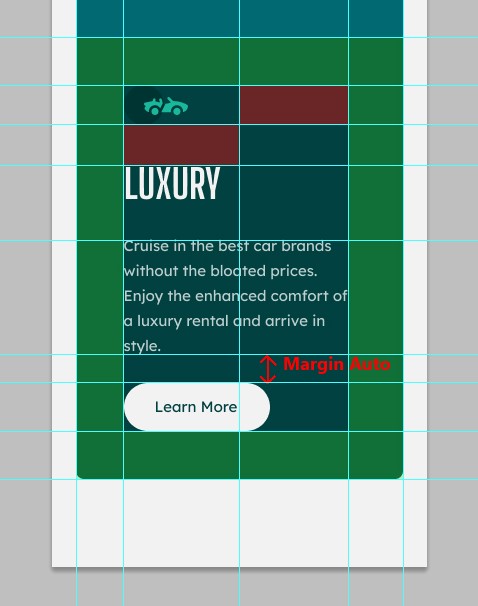 LUXURY
Cruise in the best car brands
without the bloated prices.
Enjoy the enhanced comfort of
a luxury rental and arrive in
style.
Margin Auto
Learn More